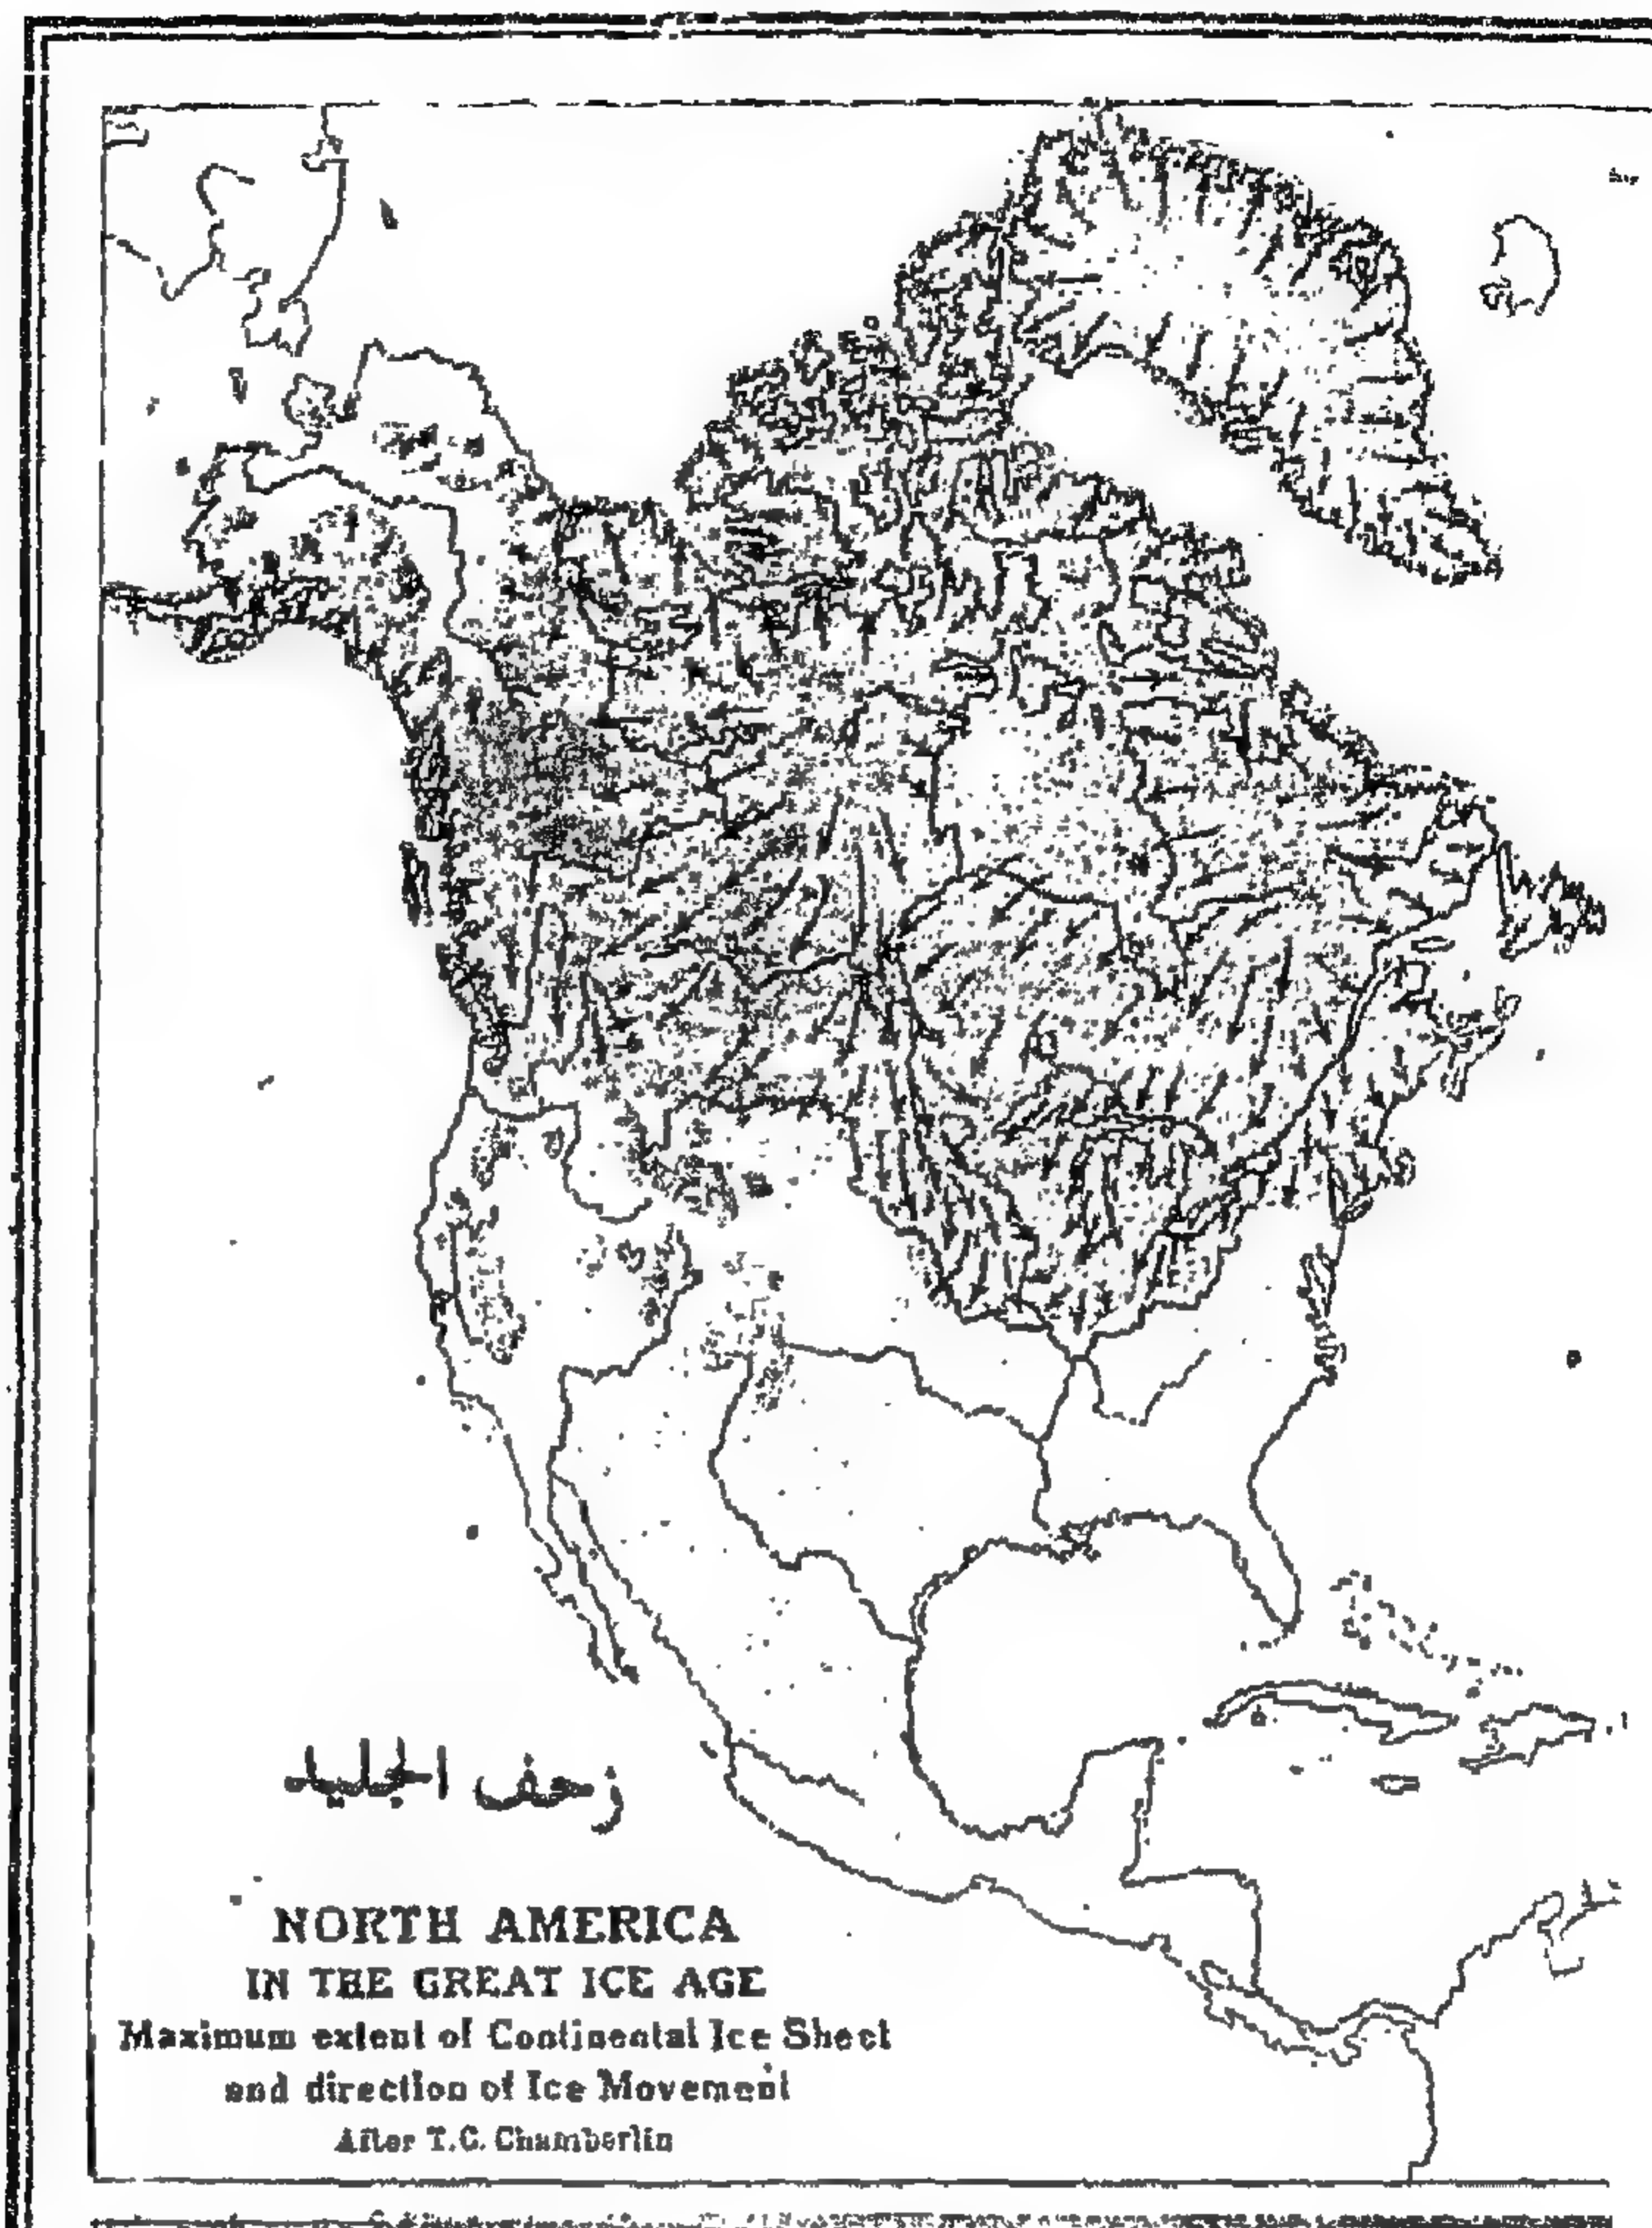 زحف الجليد
NORTH AMERICA
IN THE GREAT ICE AGE
Maximum extent of Continental Ice Sheet
and direction of Ice Movement
After T.C. Chamberlin